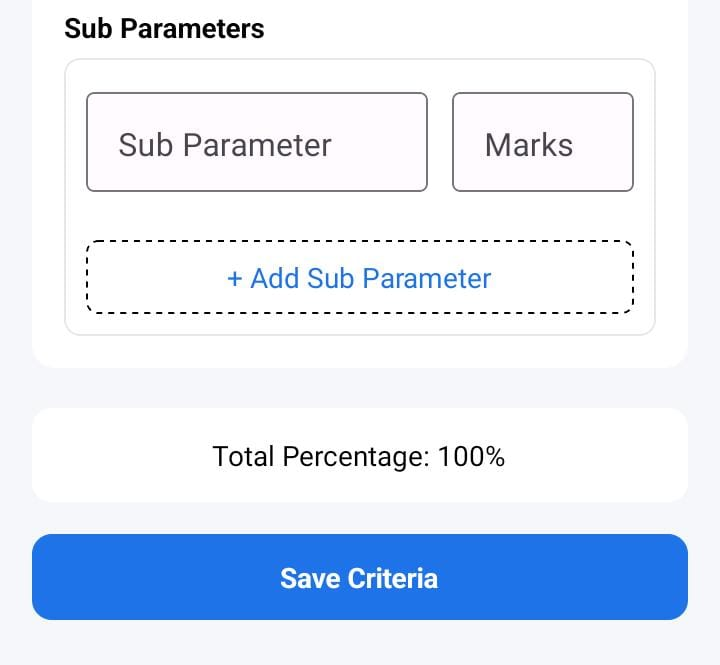 Sub Parameters
Sub Parameter Marks
+ Add Sub Parameter
Total Percentage: 100%
Save Criteria